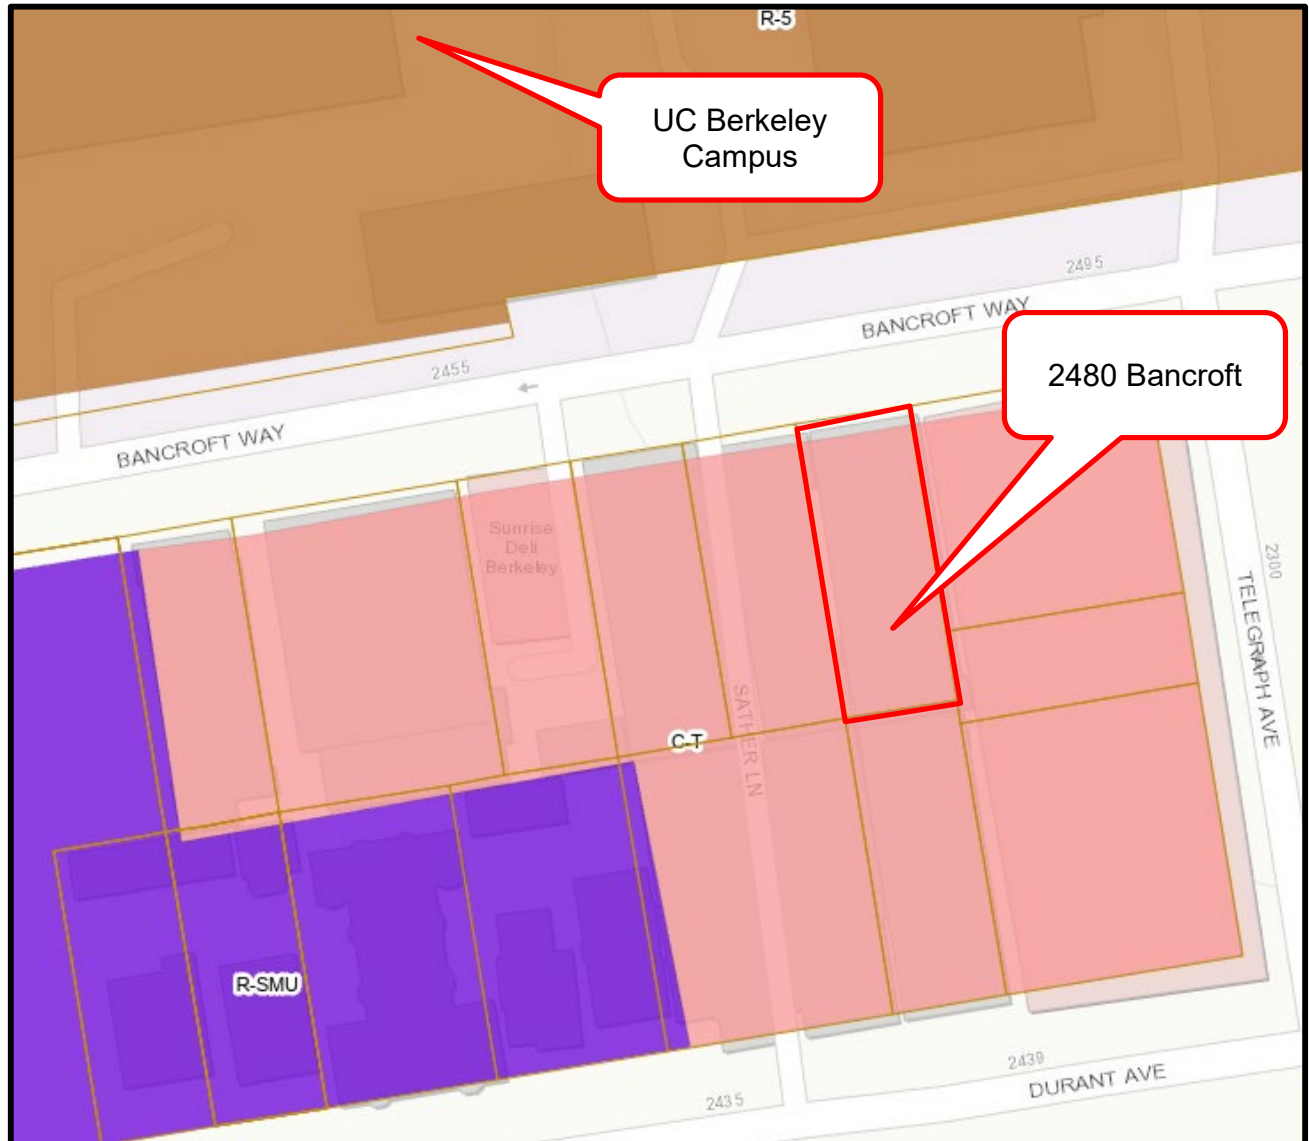 R-5
UC Berkeley
Campus
2495
BANCROFT WAY
2480 Bancroft
2455
BANCROFT WAY
Sunrise
Deli
Berkeley
2300
TELEGRAPH AVE
SATHER LN
C-T
R-SMU
2439
DURANT AVE
2435